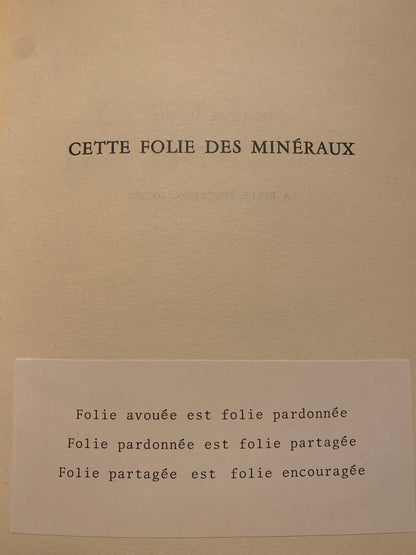 CETTE FOLIE DES MINÉRAUX
Folie avouée est folie pardonnée
Folie pardonnée est folie partagée
Folie partagée est folie encouragée